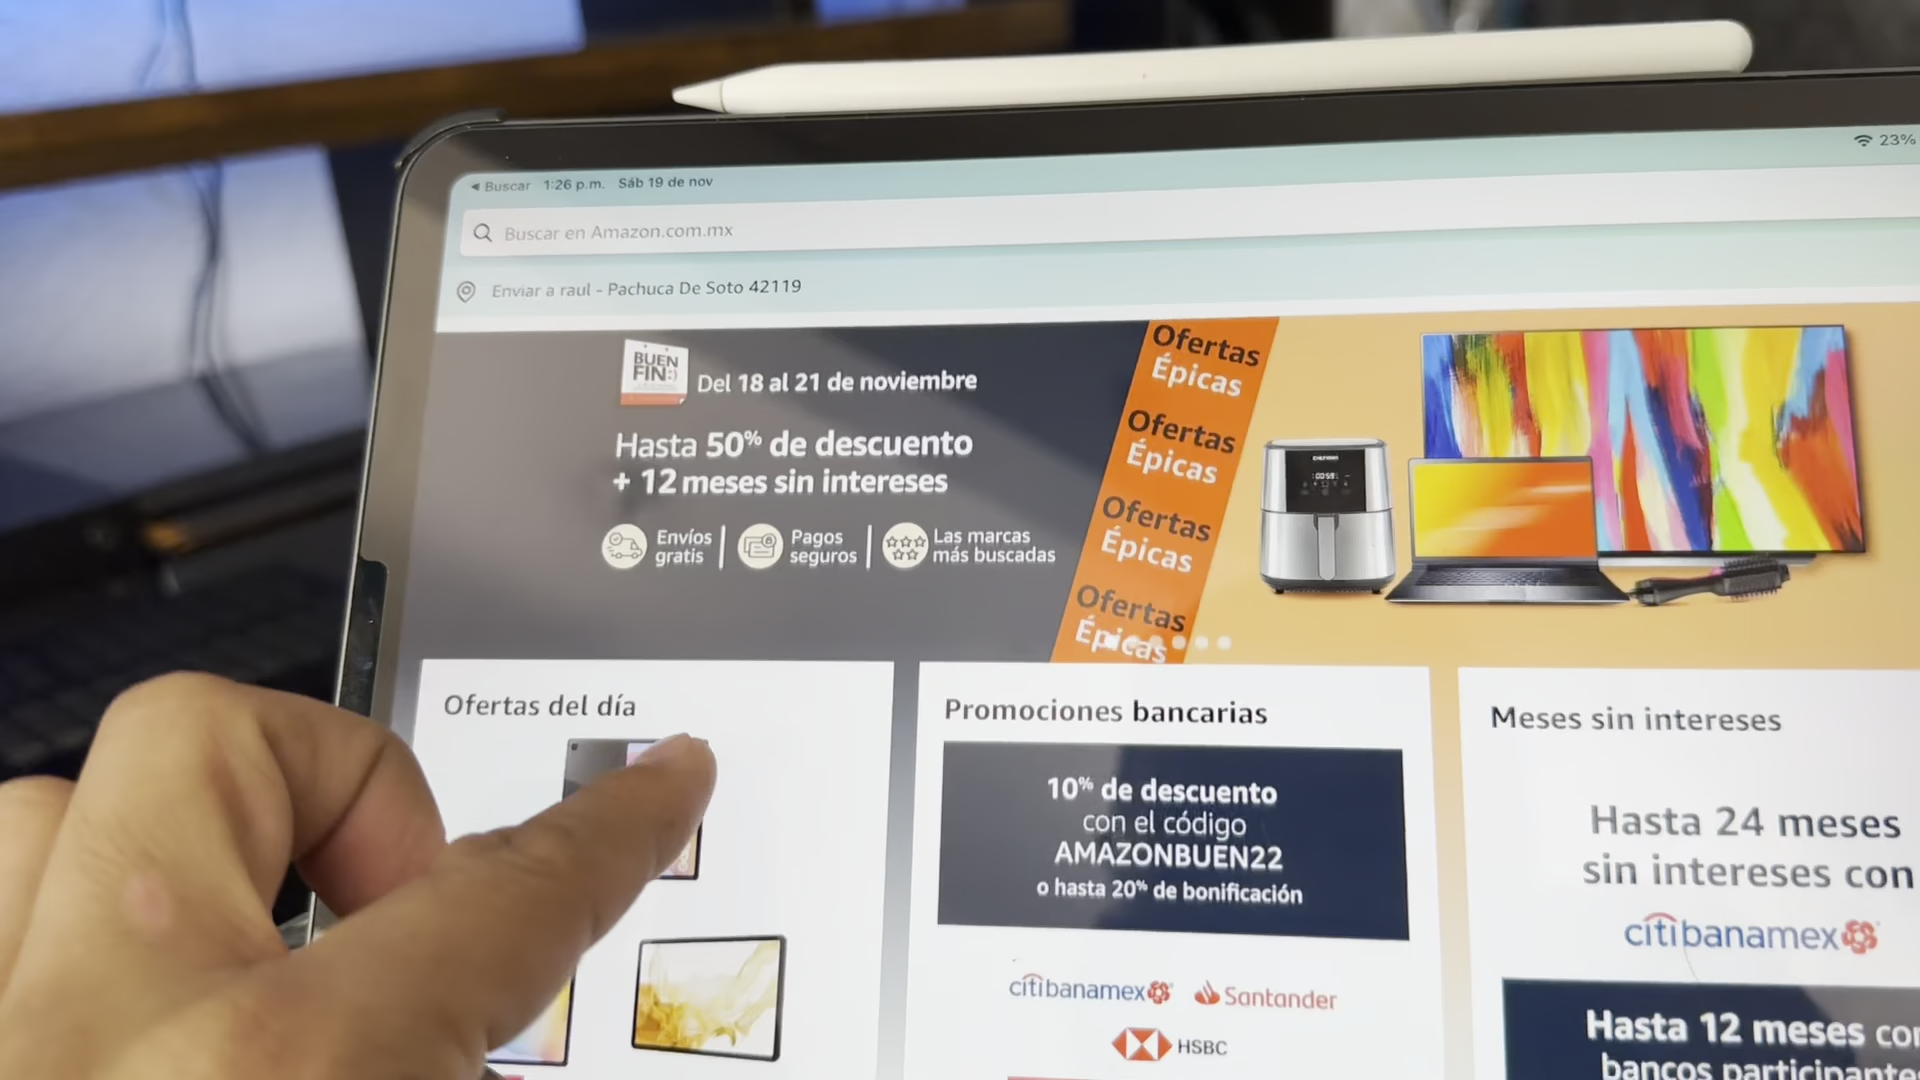 ◀ Buscar 1:26 p.m. Sáb 19 de nov
23%
Buscar en Amazon.com.mx
Enviar a raul - Pachuca De Soto 42119
BUEN
FIN:)
Del 18 al 21 de noviembre
Hasta 50% de descuento
+ 12 meses sin intereses
Envíos
gratis
Pagos
seguros
Las marcas
más buscadas
Ofertas
Épicas
Ofertas
Épicas
Ofertas
Épicas
Ofertas
Épicas
Ofertas del día
Promociones bancarias
10% de descuento
con el código
AMAZONBUEN22
o hasta 20% de bonificación
citibanamex
Santander
HSBC
Meses sin intereses
Hasta 24 meses
sin intereses con
citibanamex
Hasta 12 meses
bancos